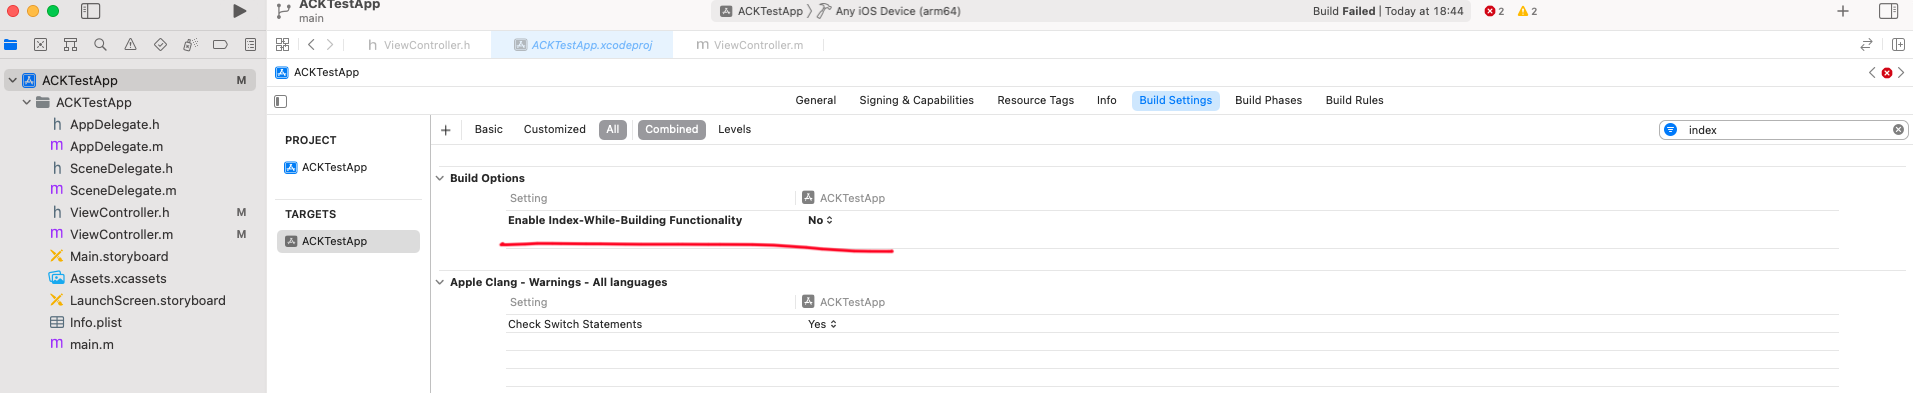 ACKTestApp
main
ACKTestApp
Any iOS Device (arm64)
Build Failed | Today at 18:44
2
2
h ViewController.h
ACKTestApp.xcodeproj
m ViewController.m
ACKTestApp M
ACKTestApp
h AppDelegate.h
m AppDelegate.m
h SceneDelegate.h
m SceneDelegate.m
h ViewController.h M
m ViewController.m M
Main.storyboard
Assets.xcassets
LaunchScreen.storyboard
Info.plist
m main.m
ACKTestApp
General Signing & Capabilities Resource Tags Info Build Settings Build Phases Build Rules
PROJECT
ACKTestApp
TARGETS
ACKTestApp
+ Basic Customized All Combined Levels
index
Build Options
Setting ACKTestApp
Enable Index-While-Building Functionality No
Apple Clang - Warnings - All languages
Setting ACKTestApp
Check Switch Statements Yes